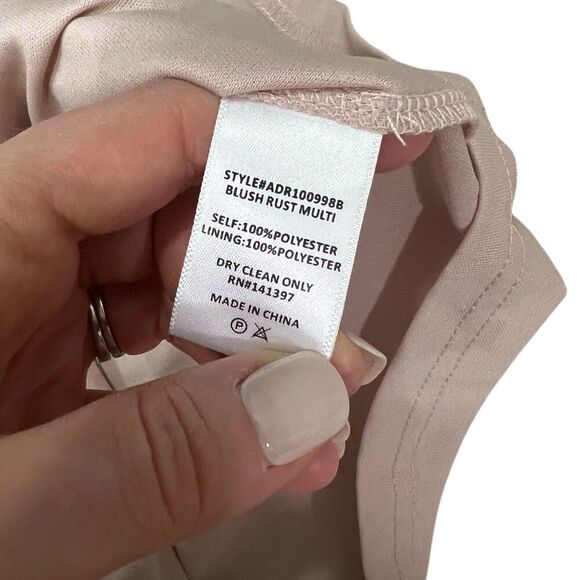 STYLE#ADR100998B
BLUSH RUST MULTI
SELF:100%POLYESTER
LINING:100%POLYESTER
DRY CLEAN ONLY
RN#141397
MADE IN CHINA
P